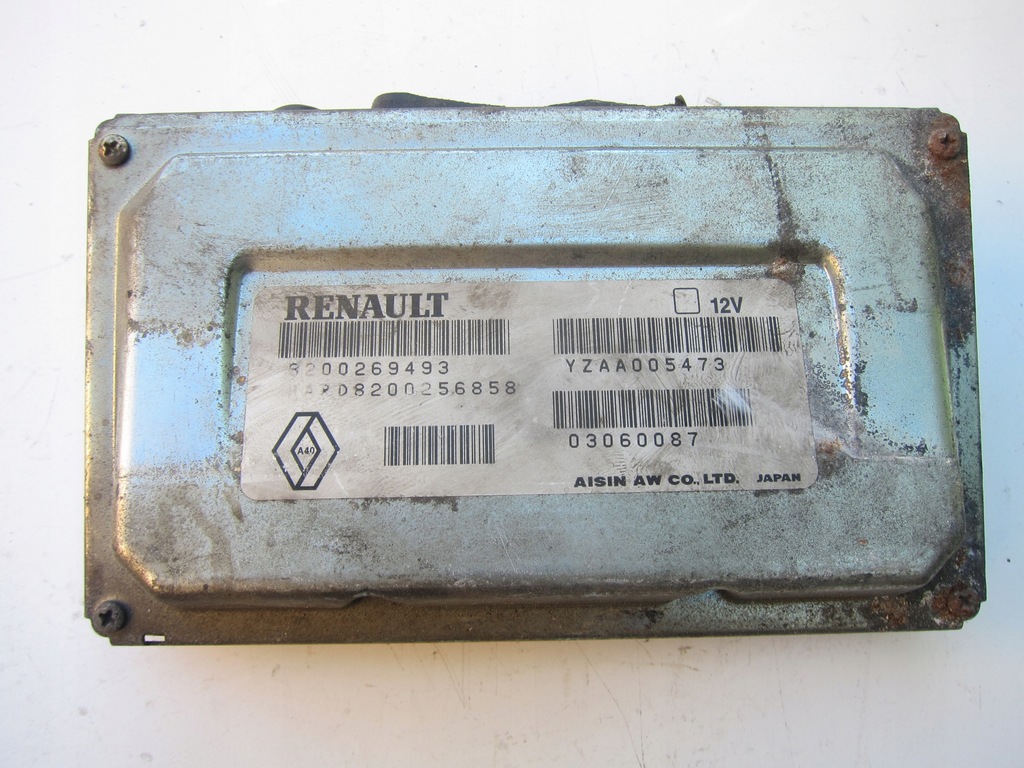 RENAULT
12V
8200269493
YZAA005473
HARD8200256858
03060087
A40
AISIN AW CO., LTD. JAPAN